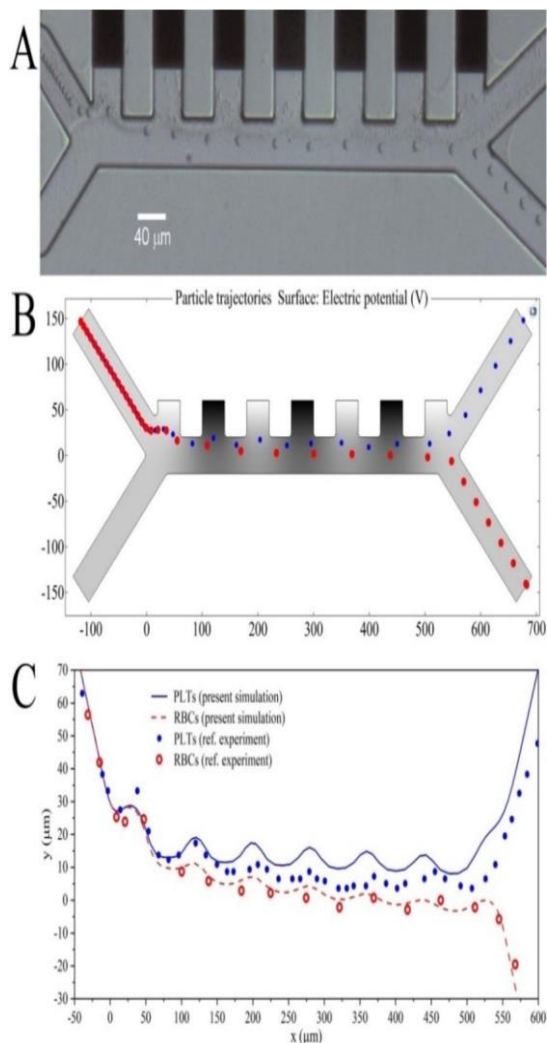 A
40 μm
B
Particle trajectories Surface: Electric potential (V)
150
100
50
0
-50
-100
-150
-100 0 100 200 300 400 500 600 700
C
70
PLTs (present simulation)
60
RBCs (present simulation)
50
PLTs (ref. experiment)
40
RBCs (ref. experiment)
30
20
10
0
-10
-20
-30
y (μm)
-50 0 50 100 150 200 250 300 350 400 450 500 550 600
x (μm)